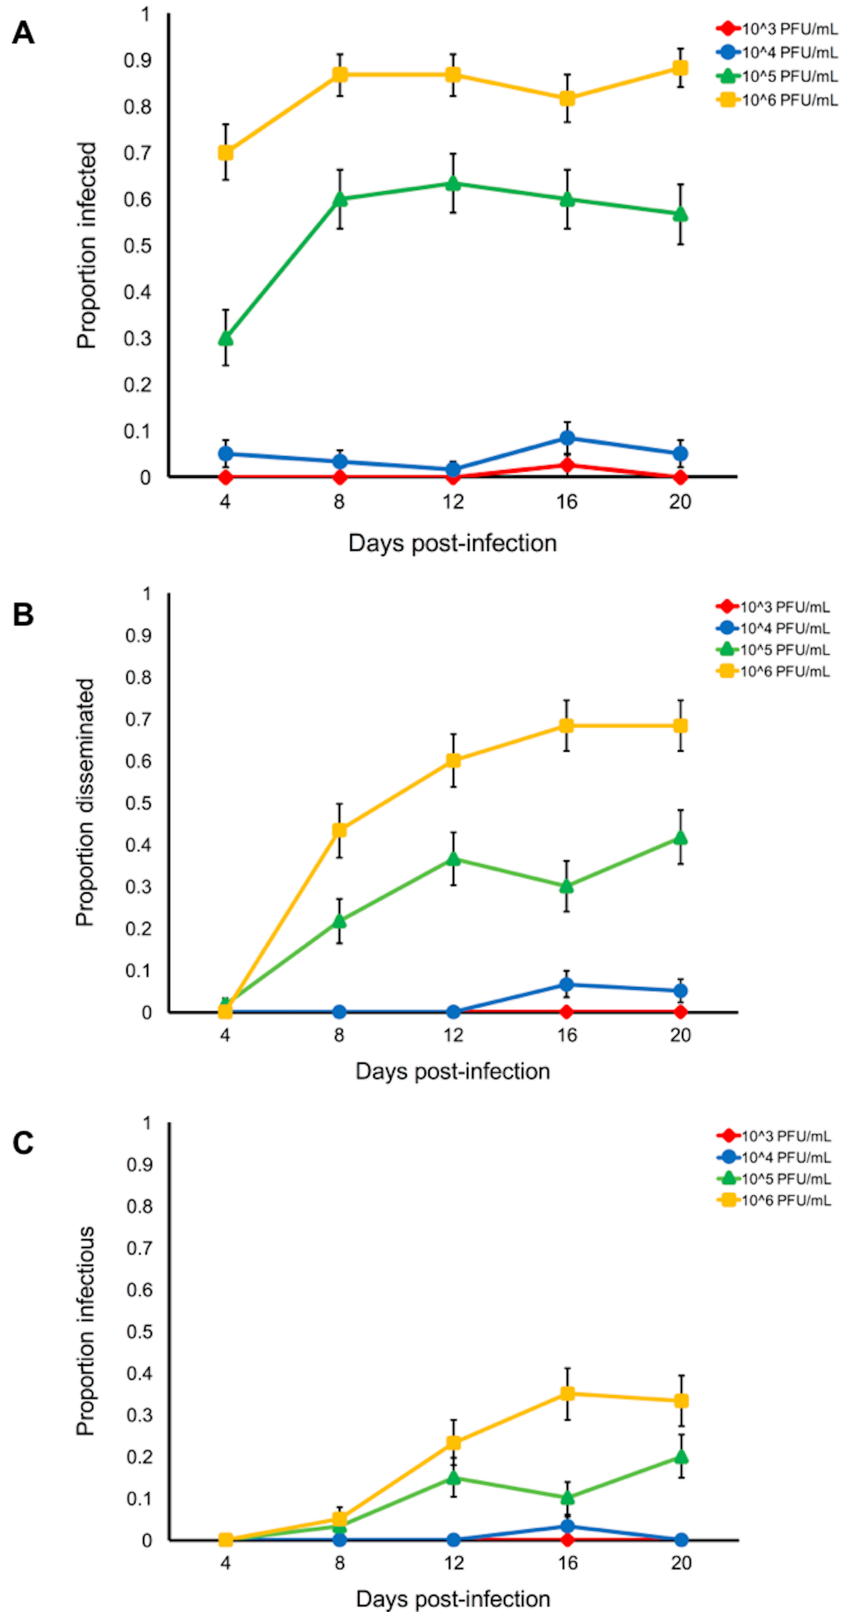 A
1
0.9
0.8
0.7
0.6
0.5
0.4
0.3
0.2
0.1
0
Proportion infected
4 8 12 16 20
Days post-infection
10^3 PFU/mL
10^4 PFU/mL
10^5 PFU/mL
10^6 PFU/mL
B
1
0.9
0.8
0.7
0.6
0.5
0.4
0.3
0.2
0.1
0
Proportion disseminated
4 8 12 16 20
Days post-infection
10^3 PFU/mL
10^4 PFU/mL
10^5 PFU/mL
10^6 PFU/mL
C
1
0.9
0.8
0.7
0.6
0.5
0.4
0.3
0.2
0.1
0
Proportion infectious
4 8 12 16 20
Days post-infection
10^3 PFU/mL
10^4 PFU/mL
10^5 PFU/mL
10^6 PFU/mL